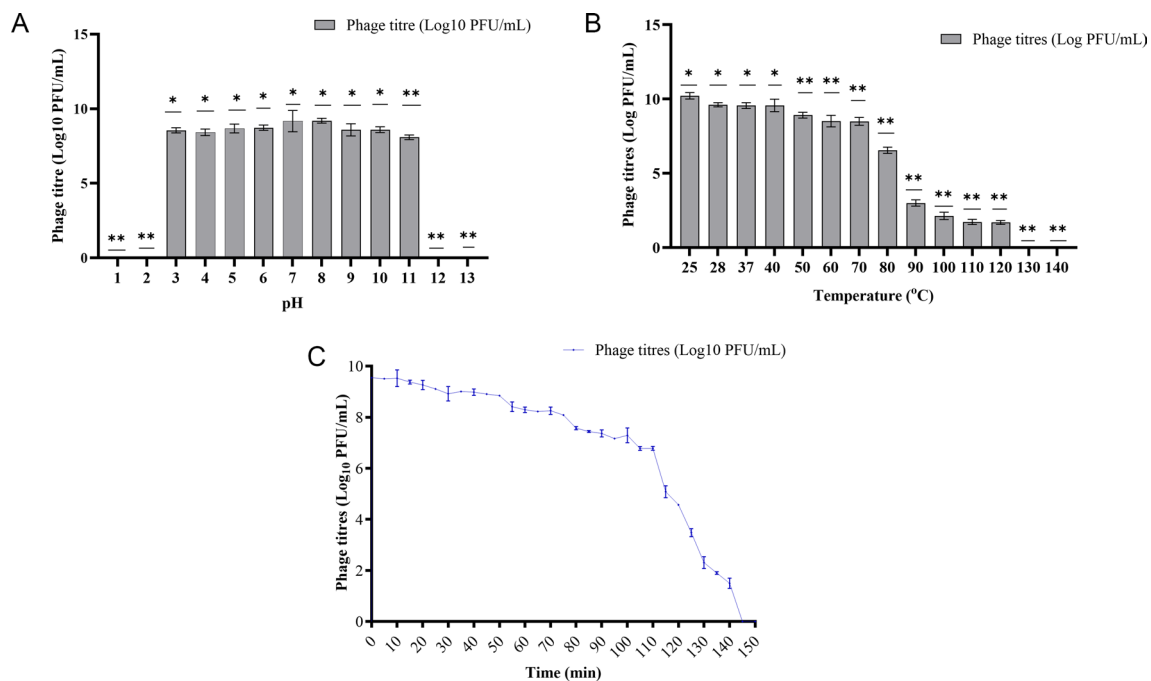 A
Phage titre (Log10 PFU/mL)
Phage titre (Log10 PFU/mL)
15
10
5
0
** ** * * * * * * * * ** ** **
1 2 3 4 5 6 7 8 9 10 11 12 13
pH
B
Phage titres (Log PFU/mL)
Phage titres (Log PFU/mL)
15
10
5
0
* * * * ** ** ** ** ** ** ** ** ** **
25 28 37 40 50 60 70 80 90 100 110 120 130 140
Temperature (°C)
C
Phage titres (Log10 PFU/mL)
Phage titres (Log₁₀ PFU/mL)
10
8
6
4
2
0
0 10 20 30 40 50 60 70 80 90 100 110 120 130 140 150
Time (min)